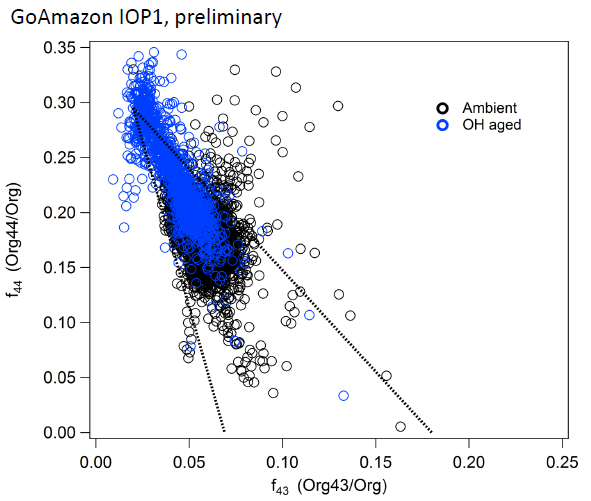 GoAmazon IOP1, preliminary
0.35
0.30
0.25
0.20
0.15
0.10
0.05
0.00
f44 (Org44/Org)
Ambient
OH aged
0.00 0.05 0.10 0.15 0.20 0.25
f43 (Org43/Org)